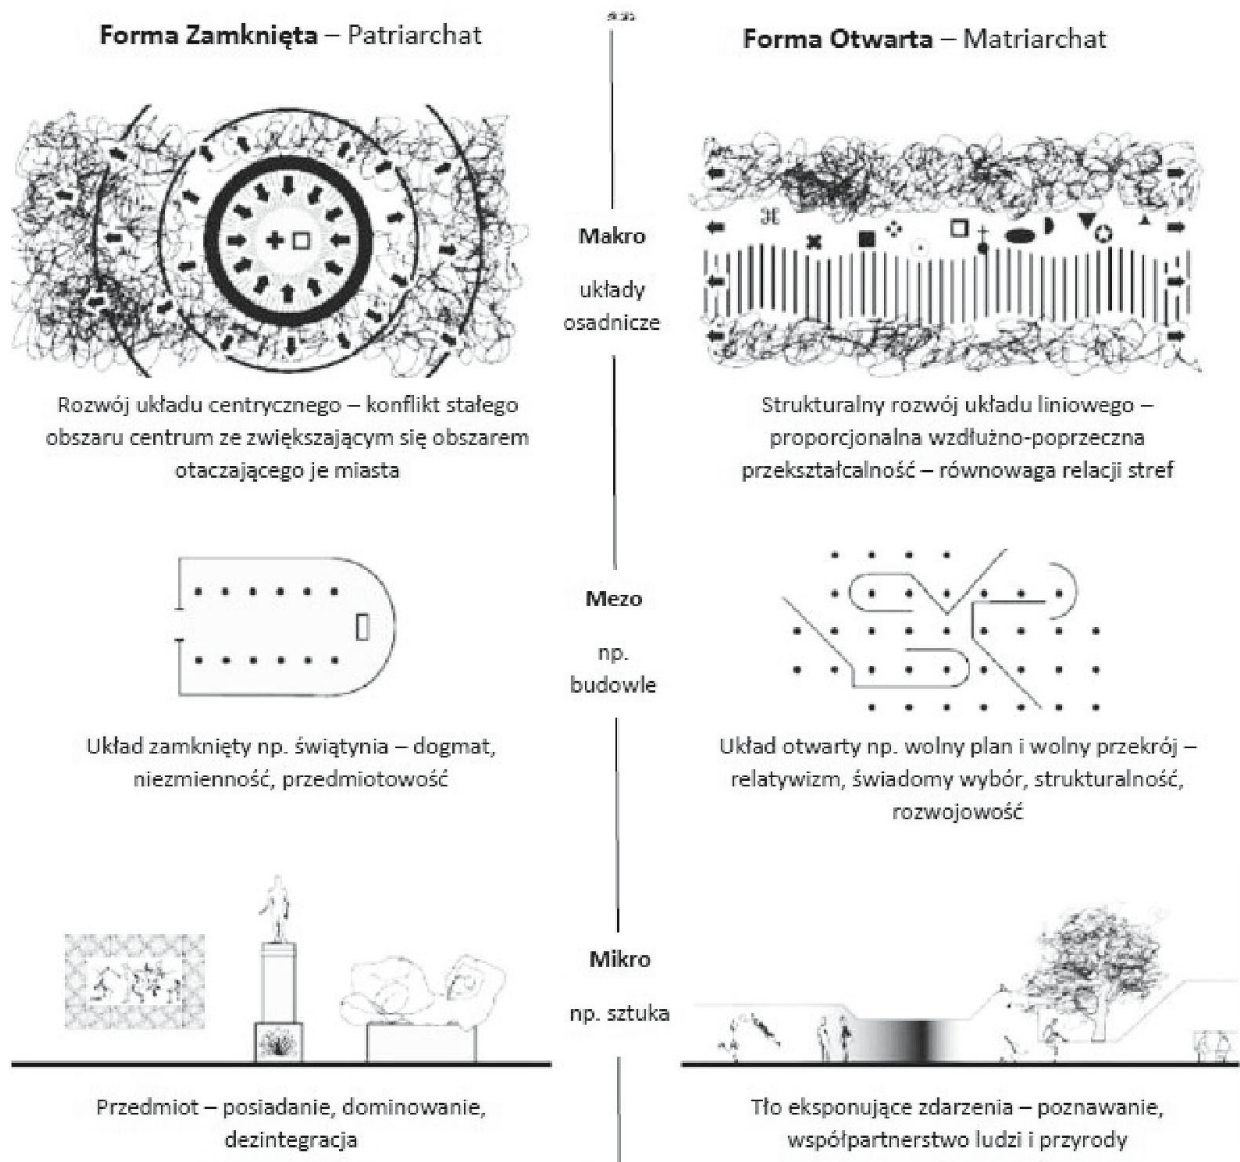 Forma Zamknięta – Patriarchat
Forma Otwarta – Matriarchat
Makro
układy
osadnicze
Rozwój układu centrycznego – konflikt stałego
obszaru centrum ze zwiększającym się obszarem
otaczającego je miasta
Strukturalny rozwój układu liniowego –
proporcjonalna wzdłużno-poprzeczna
przekształcalność – równowaga relacji stref
Mezo
np.
budowle
Układ zamknięty np. świątynia – dogmat,
niezmienność, przedmiotowość
Układ otwarty np. wolny plan i wolny przekrój –
relatywizm, świadomy wybór, strukturalność,
rozwojowość
Mikro
np. sztuka
Przedmiot – posiadanie, dominowanie,
dezintegracja
Tło eksponujące zdarzenia – poznawanie,
współpartnerstwo ludzi i przyrody